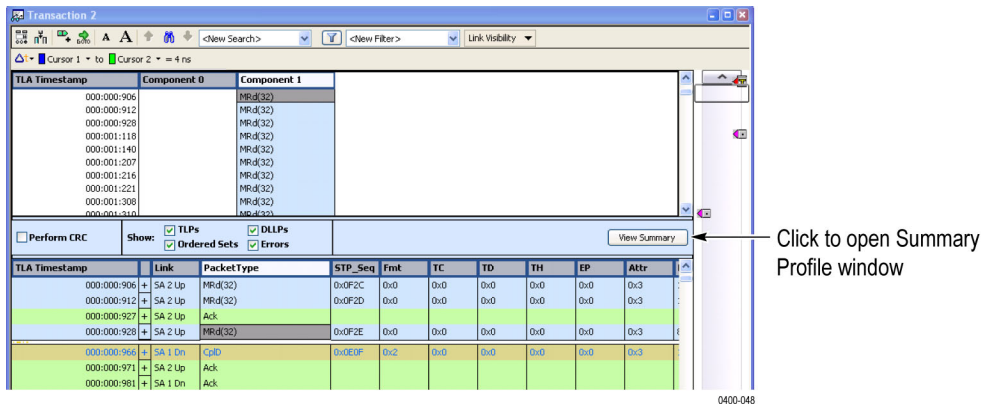 Transaction 2
GOTO A A <New Search> <New Filter> Link Visibility
Cursor 1 to Cursor 2 = 4 ns
TLA Timestamp Component 0 Component 1
000:000:906 MRd(32)
000:000:912 MRd(32)
000:000:928 MRd(32)
000:001:118 MRd(32)
000:001:140 MRd(32)
000:001:207 MRd(32)
000:001:216 MRd(32)
000:001:221 MRd(32)
000:001:308 MRd(32)
000:001:310 MRd(32)
Perform CRC Show: TLPs DLLPs
Ordered Sets Errors
View Summary
Click to open Summary
Profile window
TLA Timestamp Link PacketType STP_Seq Fmt TC TD TH EP Attr
000:000:906 + SA 2 Up MRd(32) 0x0F2C 0x0 0x0 0x0 0x0 0x0 0x3
000:000:912 + SA 2 Up MRd(32) 0x0F2D 0x0 0x0 0x0 0x0 0x0 0x3
000:000:927 + SA 2 Up Ack
000:000:928 + SA 2 Up MRd(32) 0x0F2E 0x0 0x0 0x0 0x0 0x0 0x3
000:000:966 + SA 1 Dn CplD 0x0E0F 0x2 0x0 0x0 0x0 0x0 0x3
000:000:971 + SA 2 Up Ack
000:000:981 + SA 1 Dn Ack
0400-048